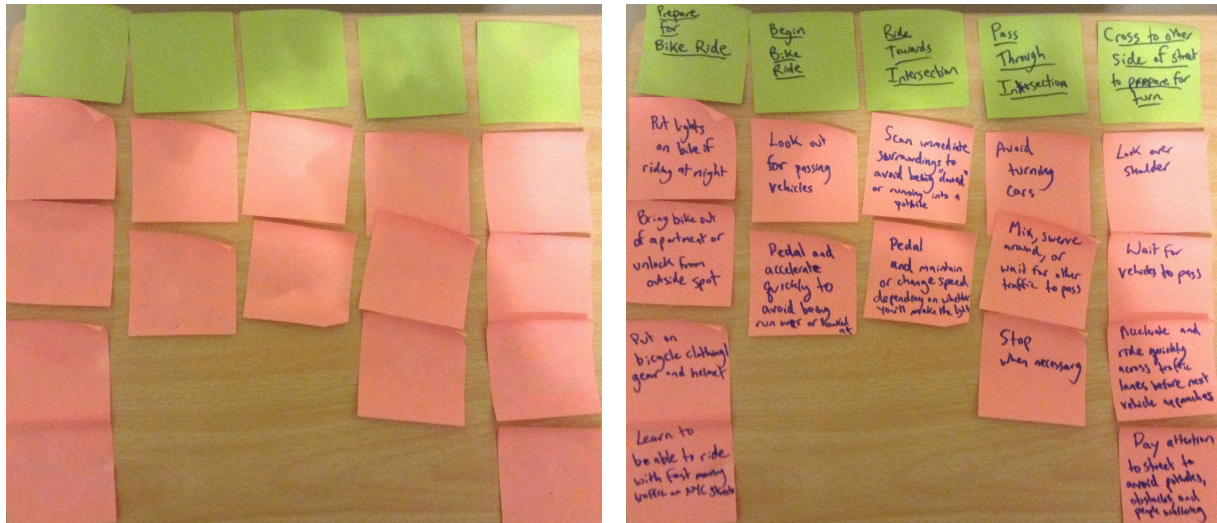 Prepare
for
Bike Ride
Begin
Bike
Ride
Ride
Towards
Intersection
Pass
Through
Intersection
Cross to other
side of street
to prepare for
turn
Put lights
on bike if
riding at night
Look out
for passing
vehicles
Scan immediate
surroundings to
avoid being "doored"
or running into a
pothole
Avoid
turning
cars
Look over
shoulder
Bring bike out
of apartment or
unlock from
outside spot
Pedal and
accelerate
quickly to
avoid being
run over or honked
at
Pedal
and maintain
or change speed
depending on whether
you'll make the light
Mix, swerve
around, or
wait for other
traffic to pass
Wait for
vehicles to pass
Put on
bicycle clothing/
gear and helmet
Stop
when necessary
Accelerate and
ride quickly
across traffic
lanes before next
vehicle approaches
Learn to
be able to ride
with fast moving
traffic on NYC streets
Pay attention
to street to
avoid potholes,
obstacles, and
people walking